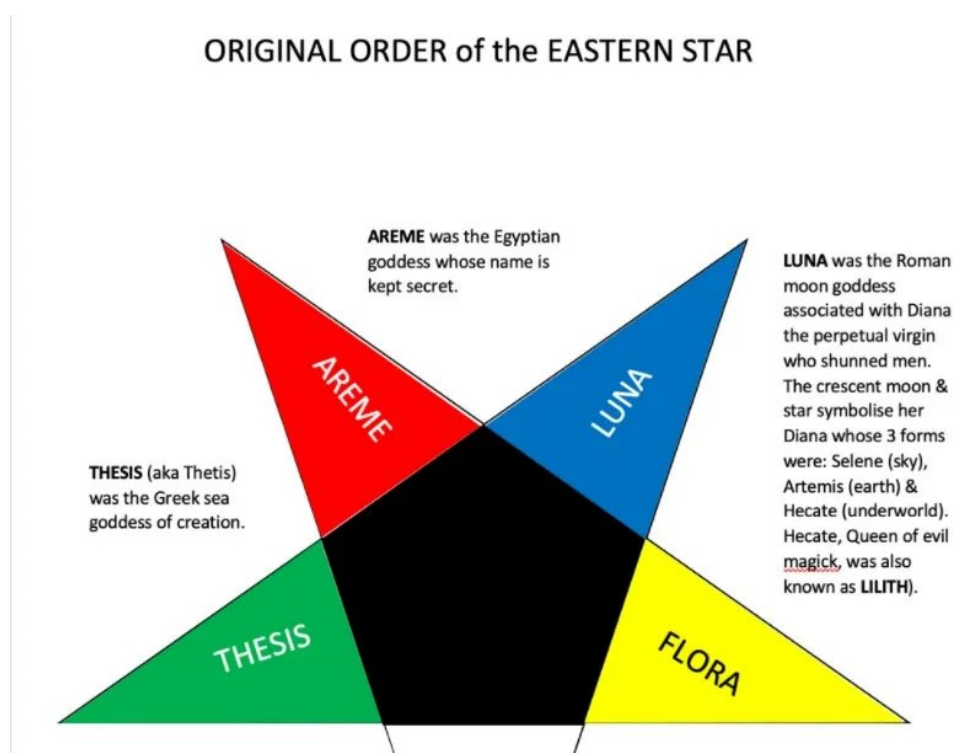 ORIGINAL ORDER of the EASTERN STAR
AREME was the Egyptian
goddess whose name is
kept secret.
LUNA was the Roman
moon goddess
associated with Diana
the perpetual virgin
who shunned men.
The crescent moon &
star symbolise her
Diana whose 3 forms
were: Selene (sky),
Artemis (earth) &
Hecate (underworld).
Hecate, Queen of evil
magick, was also
known as LILITH).
AREME
LUNA
THESIS (aka Thetis)
was the Greek sea
goddess of creation.
THESIS
FLORA